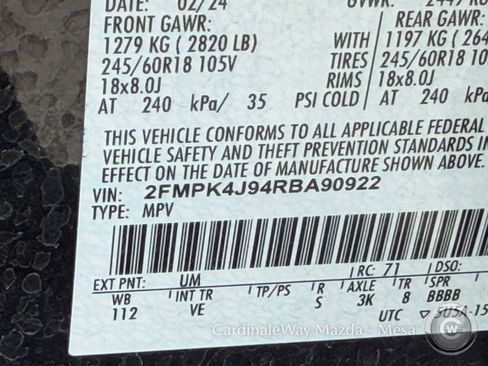 DATE: 02/24
FRONT GAWR:
REAR GAWR:
1279 KG ( 2820 LB) WITH 1197 KG (
245/60R18 105V TIRES 245/60R18
18x8.0J RIMS 18x8.0J
AT 240 kPa/ 35 PSI COLD AT 240 kPa/
THIS VEHICLE CONFORMS TO ALL APPLICABLE FEDERAL
VEHICLE SAFETY AND THEFT PREVENTION STANDARDS IN
EFFECT ON THE DATE OF MANUFACTURE SHOWN ABOVE.
VIN: 2FMPK4J94RBA90922
TYPE: MPV
EXT PNT: UM RC: 71 DSO:
WB INT TR TP/PS R AXLE TR SPR
112 VE S 3K 8 BBBB
UTC
CardinaleWay Mazda - Mesa